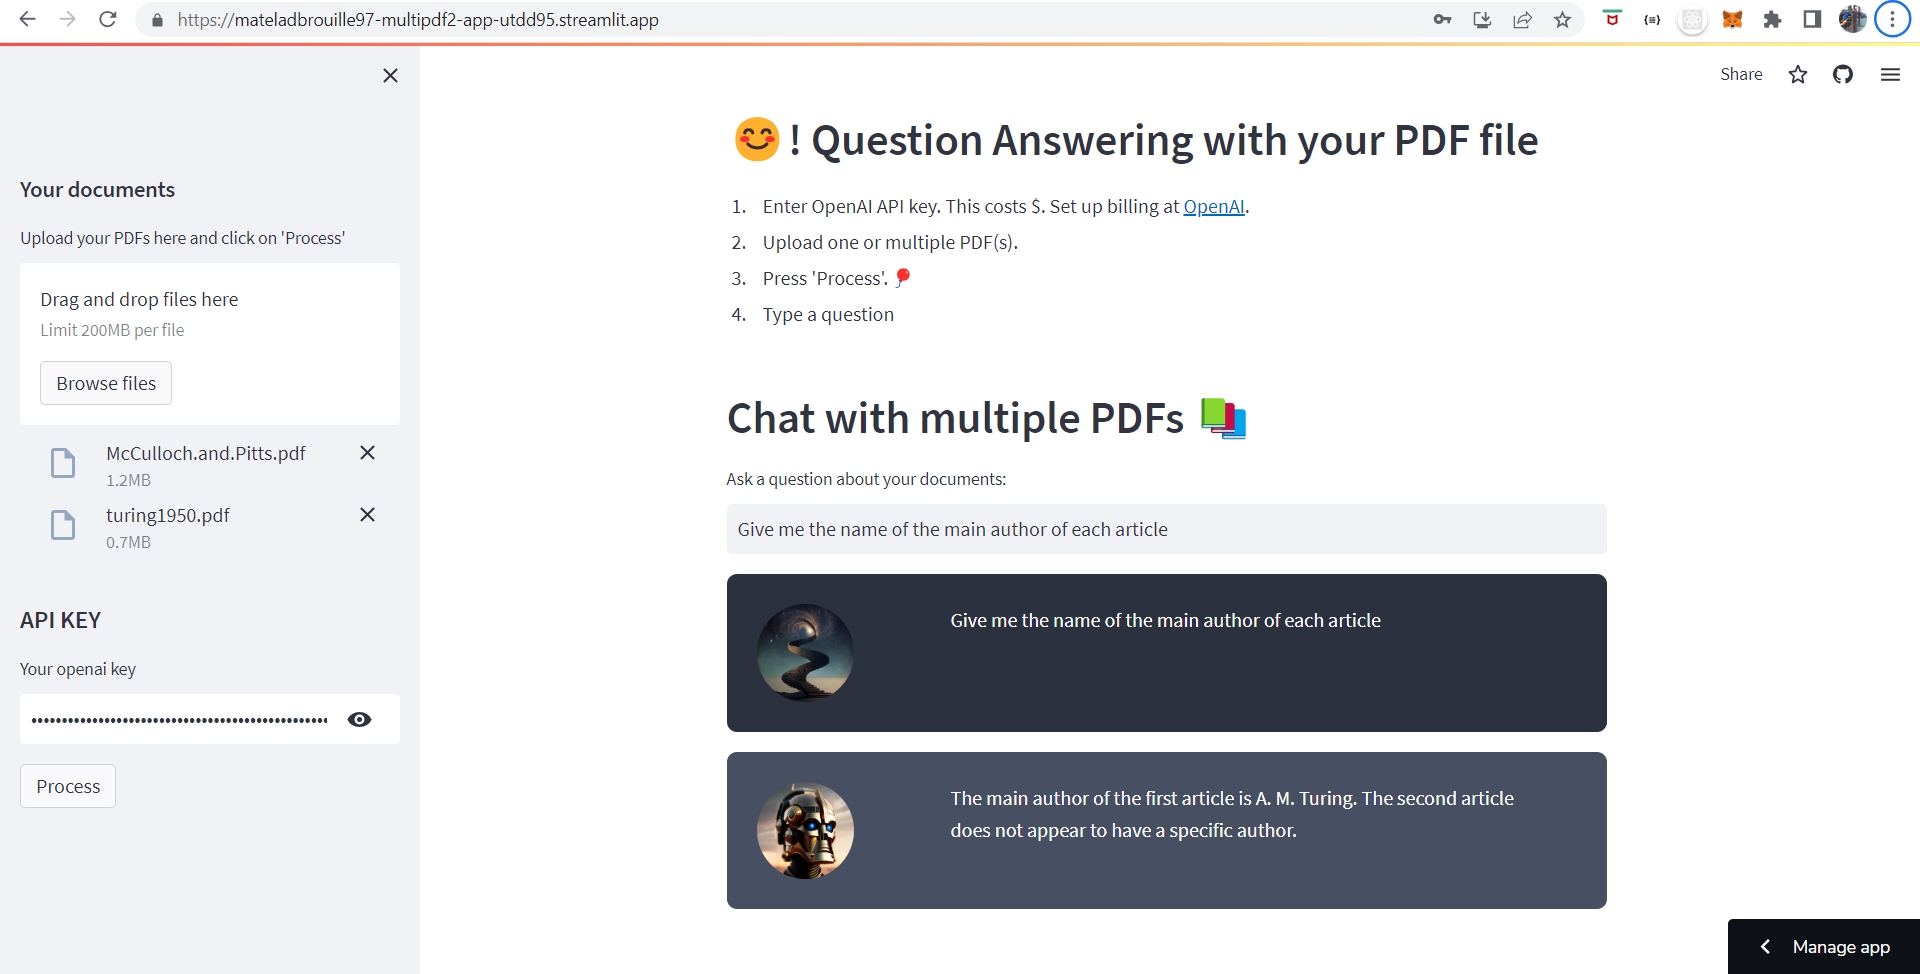 https://mateladbrouille97-multipdf2-app-utdd95.streamlit.app
Share
Your documents
Upload your PDFs here and click on 'Process'
Drag and drop files here
Limit 200MB per file
Browse files
McCulloch.and.Pitts.pdf
1.2MB
turing1950.pdf
0.7MB
API KEY
Your openai key
Process
! Question Answering with your PDF file
1. Enter OpenAI API key. This costs $. Set up billing at OpenAI.
2. Upload one or multiple PDF(s).
3. Press 'Process'.
4. Type a question
Chat with multiple PDFs
Ask a question about your documents:
Give me the name of the main author of each article
Give me the name of the main author of each article
The main author of the first article is A. M. Turing. The second article
does not appear to have a specific author.
Manage app